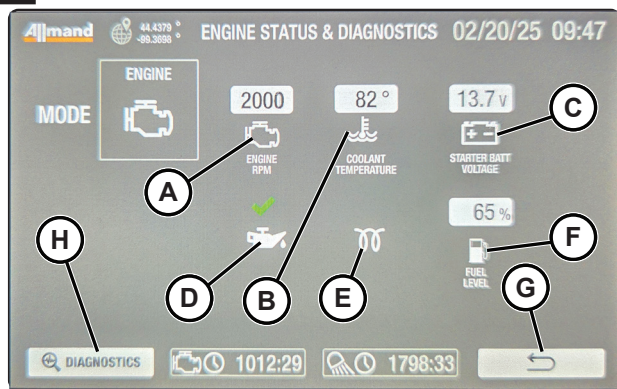 Allmand 44.4379 ° -99.3698 ° ENGINE STATUS & DIAGNOSTICS 02/20/25 09:47
ENGINE
MODE
2000
82 °
13.7 v
C
ENGINE
RPM
COOLANT
TEMPERATURE
STARTER BATT
VOLTAGE
A
65 %
H
F
FUEL
LEVEL
D
B
E
G
DIAGNOSTICS
1012:29
1798:33